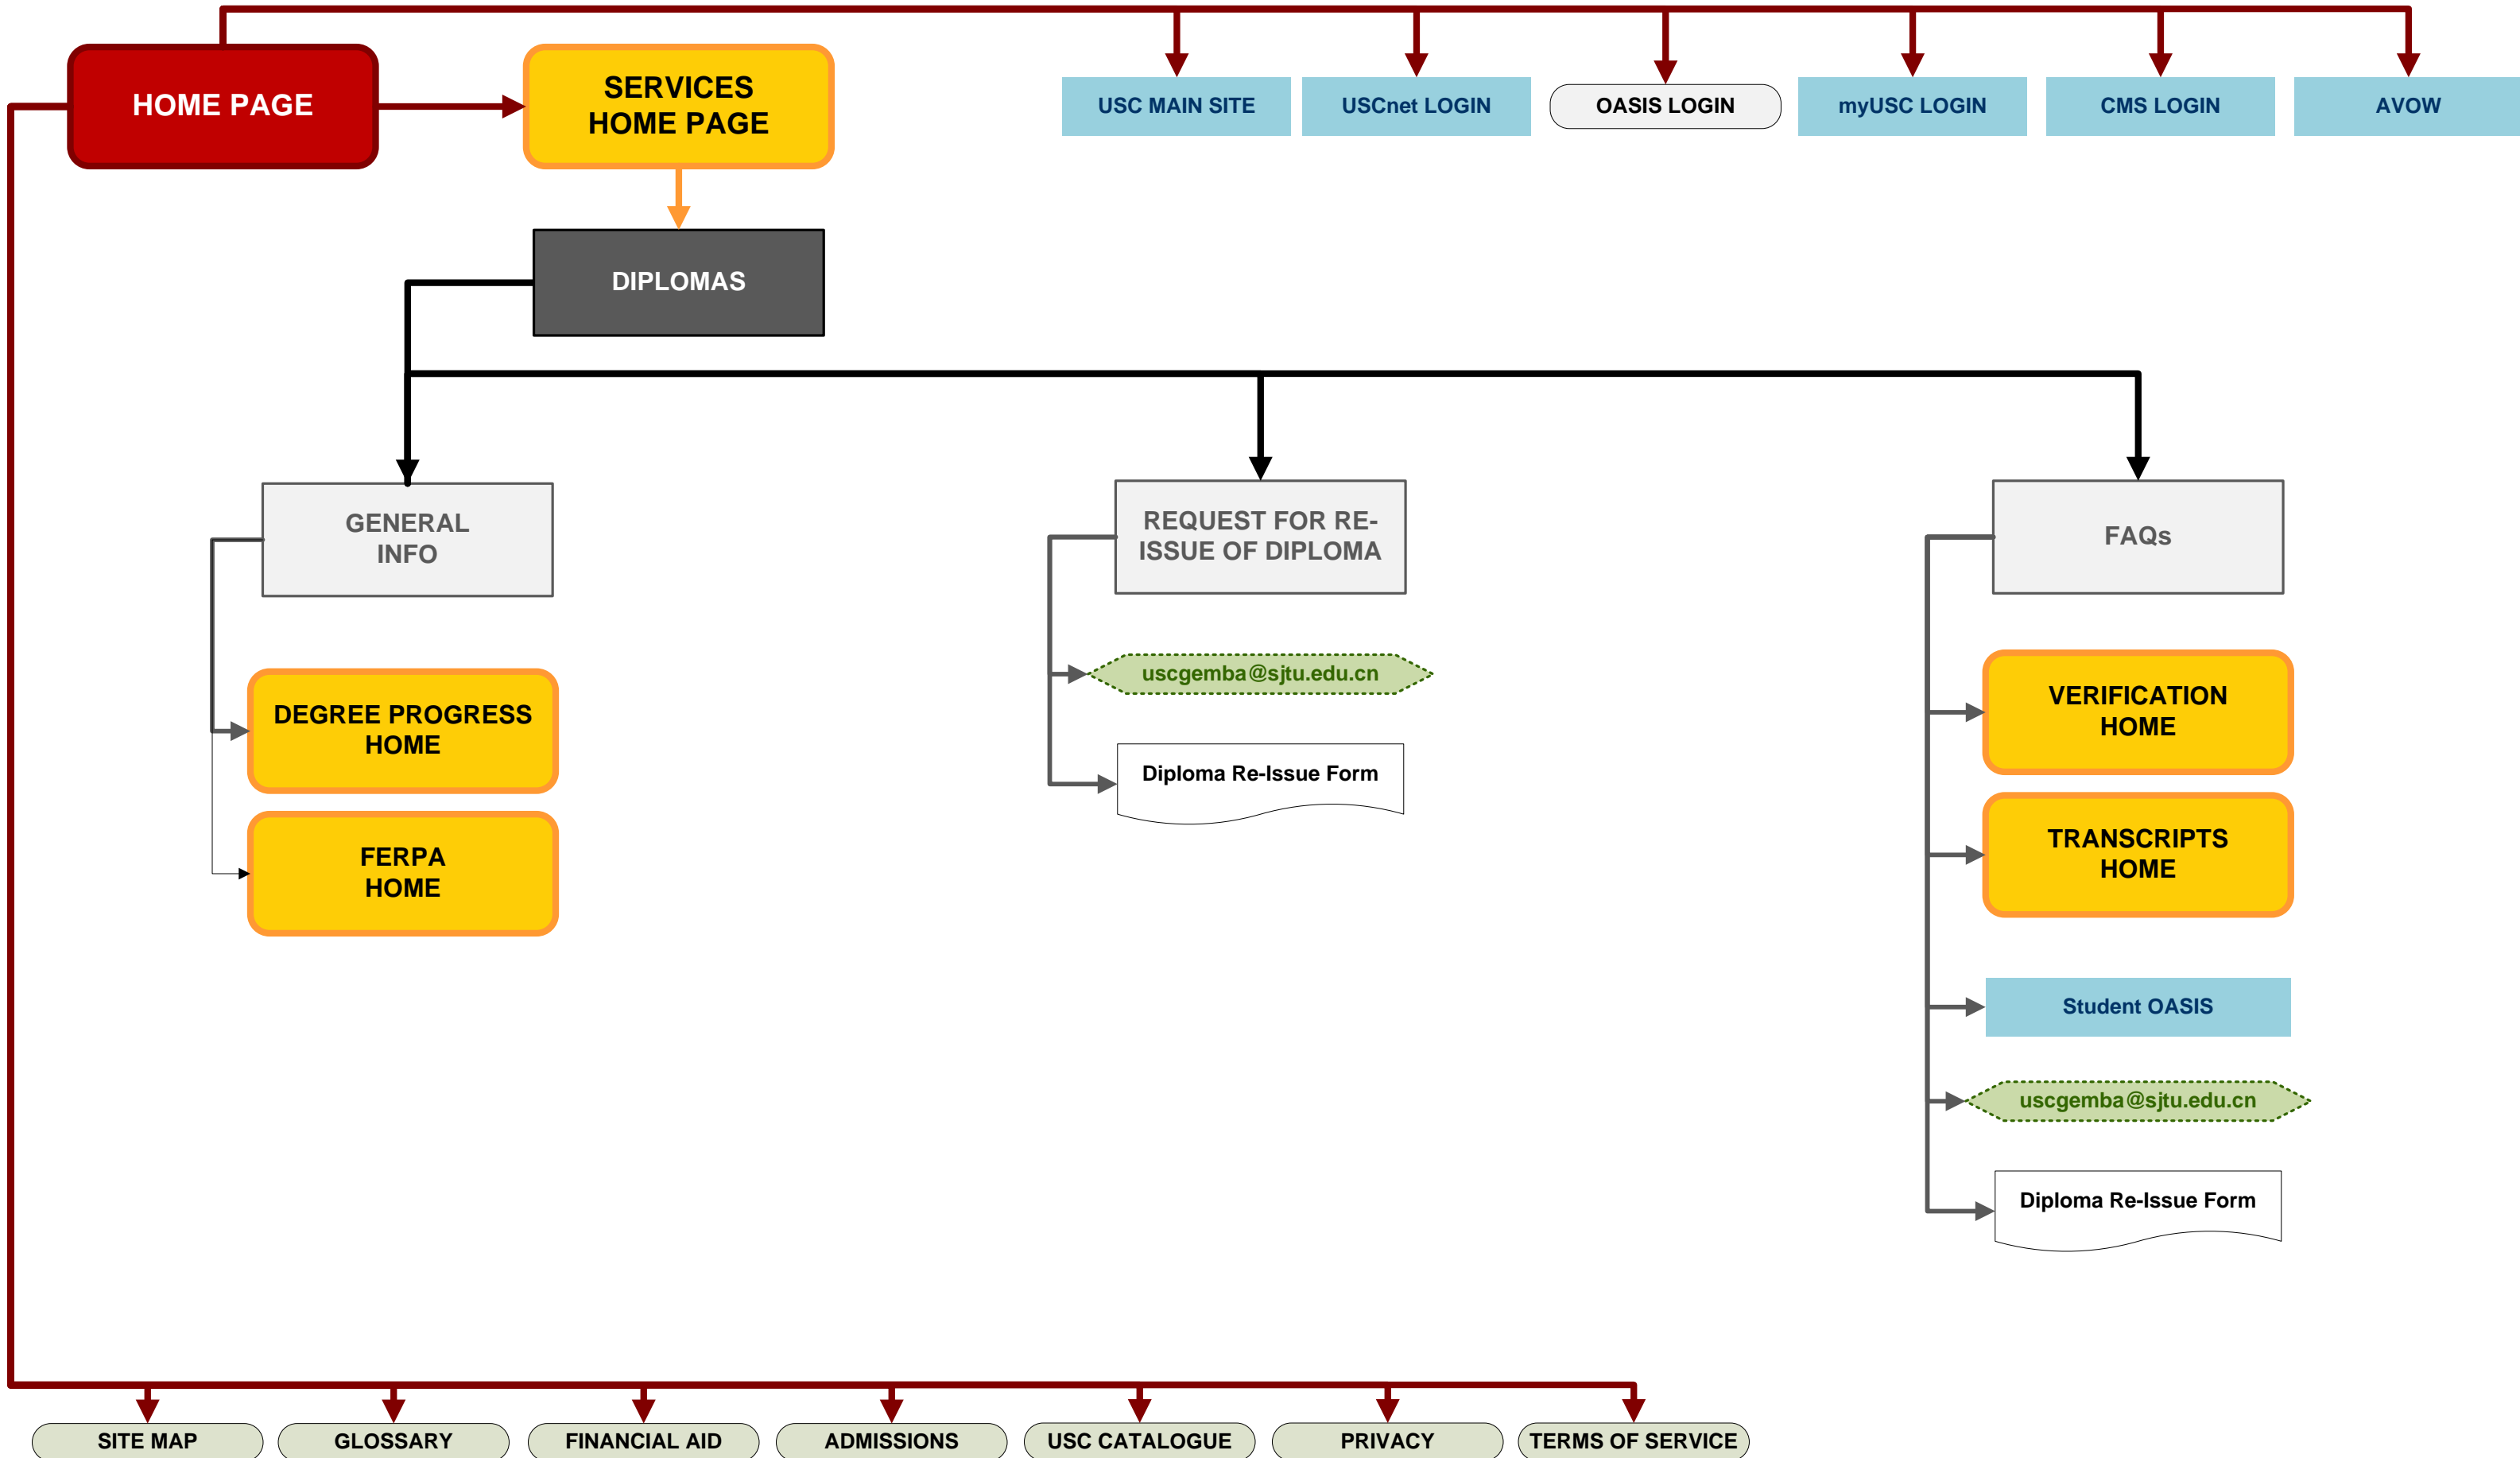 HOME PAGE
SERVICES
HOME PAGE
USC MAIN SITE
USCnet LOGIN
OASIS LOGIN
myUSC LOGIN
CMS LOGIN
AVOW
DIPLOMAS
GENERAL
INFO
REQUEST FOR RE-
ISSUE OF DIPLOMA
FAQs
DEGREE PROGRESS
HOME
FERPA
HOME
uscgemba@sjtu.edu.cn
Diploma Re-Issue Form
VERIFICATION
HOME
TRANSCRIPTS
HOME
Student OASIS
uscgemba@sjtu.edu.cn
Diploma Re-Issue Form
SITE MAP
GLOSSARY
FINANCIAL AID
ADMISSIONS
USC CATALOGUE
PRIVACY
TERMS OF SERVICE